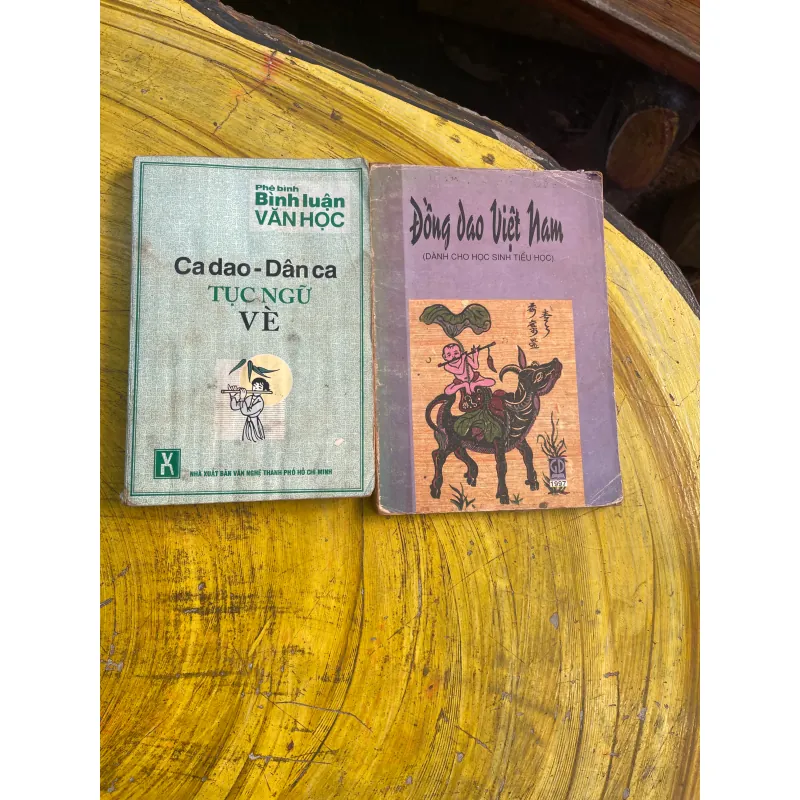 Phê bình
Bình luận
VĂN HỌC
Ca dao - Dân ca
TỤC NGỮ
VÈ
NHÀ XUẤT BẢN VĂN NGHỆ THÀNH PHỐ HỒ CHÍ MINH
Đồng dao Việt Nam
(DÀNH CHO HỌC SINH TIỂU HỌC)
GD
1997